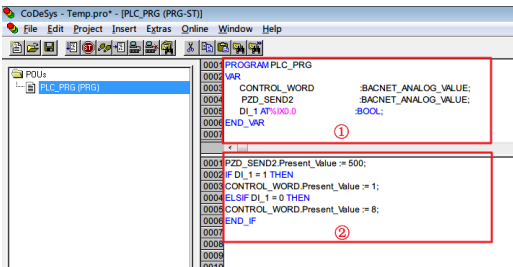 CoDeSys - Temp.pro* - [PLC_PRG (PRG-ST)]
File Edit Project Insert Extras Online Window Help
POUs
PLC_PRG (PRG)
0001 PROGRAM PLC_PRG
0002 VAR
0003 CONTROL_WORD :BACNET_ANALOG_VALUE;
0004 PZD_SEND2 :BACNET_ANALOG_VALUE;
0005 DI_1 AT%IX0.0 :BOOL;
0006 END_VAR
0007
①
0001 PZD_SEND2.Present_Value := 500;
0002 IF DI_1 = 1 THEN
0003 CONTROL_WORD.Present_Value := 1;
0004 ELSIF DI_1 = 0 THEN
0005 CONTROL_WORD.Present_Value := 8;
0006 END_IF
0007
②
0008
0009
0010